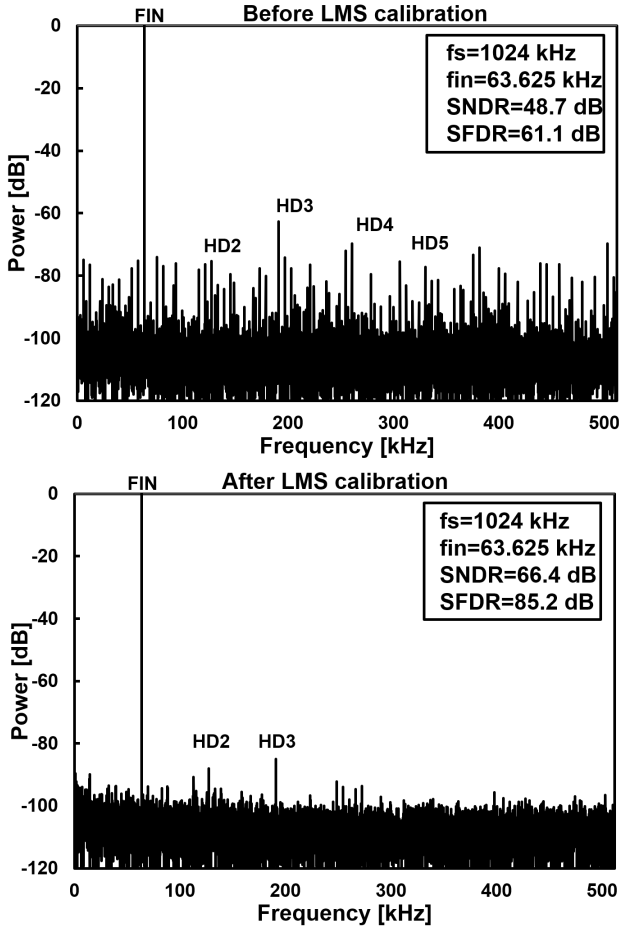 FIN
Before LMS calibration
fs=1024 kHz
fin=63.625 kHz
SNDR=48.7 dB
SFDR=61.1 dB
HD2
HD3
HD4
HD5
Power [dB]
0
-20
-40
-60
-80
-100
-120
0 100 200 300 400 500
Frequency [kHz]
FIN
After LMS calibration
fs=1024 kHz
fin=63.625 kHz
SNDR=66.4 dB
SFDR=85.2 dB
HD2
HD3
Power [dB]
0
-20
-40
-60
-80
-100
-120
0 100 200 300 400 500
Frequency [kHz]